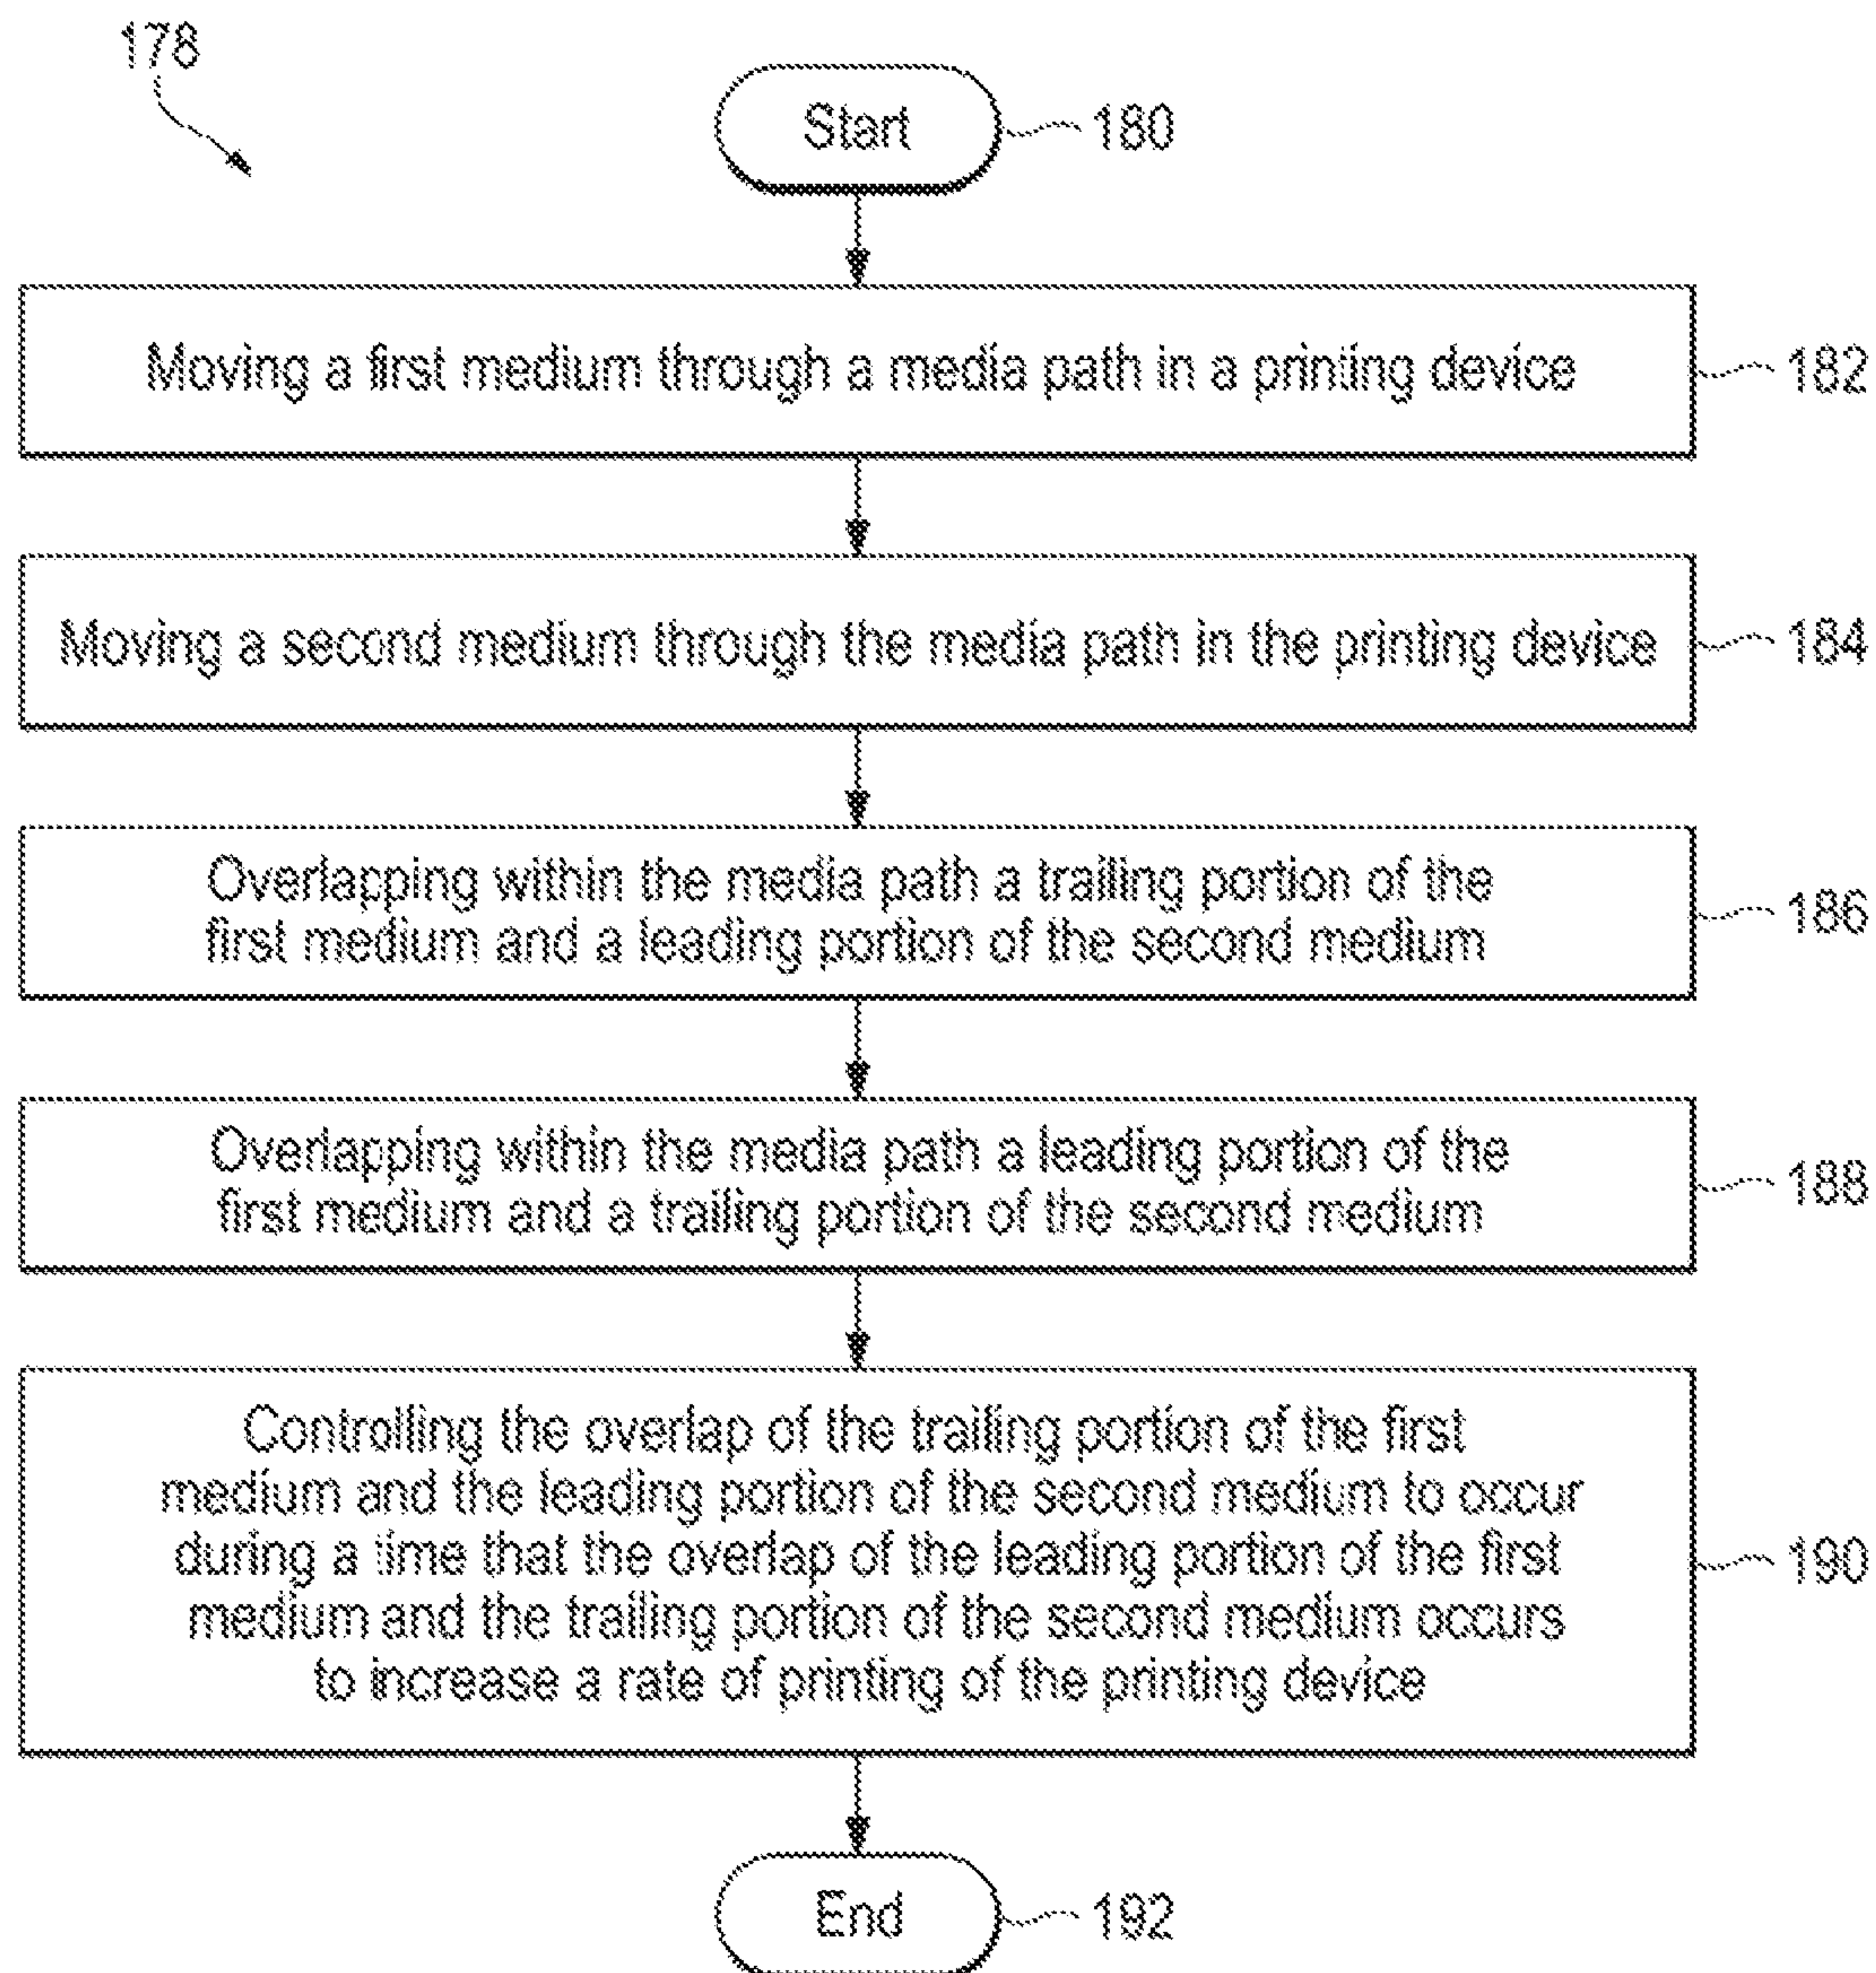 178
Start
180
Moving a first medium through a media path in a printing device
182
Moving a second medium through the media path in the printing device
184
Overlapping within the media path a trailing portion of the
first medium and a leading portion of the second medium
186
Overlapping within the media path a leading portion of the
first medium and a trailing portion of the second medium
188
Controlling the overlap of the trailing portion of the first
medium and the leading portion of the second medium to occur
during a time that the overlap of the leading portion of the first
medium and the trailing portion of the second medium occurs
to increase a rate of printing of the printing device
190
End
192